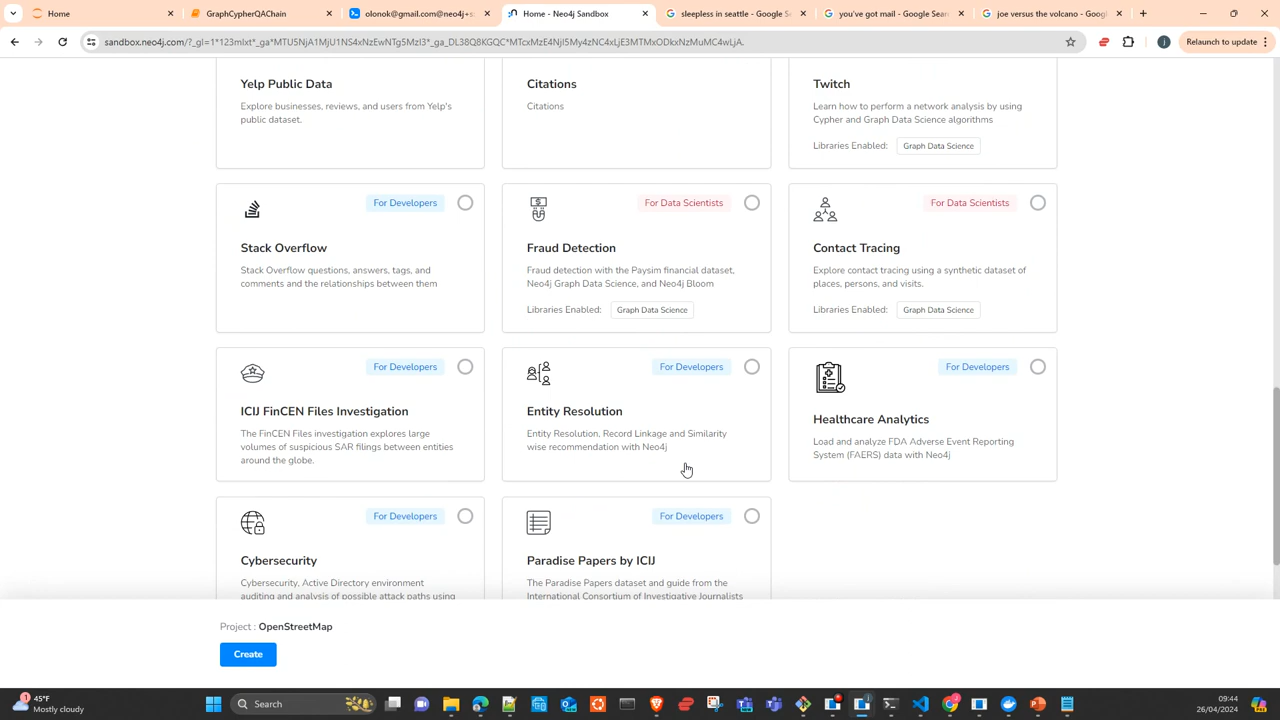 Home
GraphCypherQAChain
olonok@gmail.com@neo4j+s:
Home - Neo4j Sandbox
sleepless in seattle - Google S
you've got mail - Google Sear
joe versus the volcano - Goog
Relaunch to update
Yelp Public Data
Explore businesses, reviews, and users from Yelp's
public dataset.
Citations
Citations
Twitch
Learn how to perform a network analysis by using
Cypher and Graph Data Science algorithms
Libraries Enabled: Graph Data Science
For Developers
Stack Overflow
Stack Overflow questions, answers, tags, and
comments and the relationships between them
For Data Scientists
Fraud Detection
Fraud detection with the Paysim financial dataset,
Neo4j Graph Data Science, and Neo4j Bloom
Libraries Enabled: Graph Data Science
For Data Scientists
Contact Tracing
Explore contact tracing using a synthetic dataset of
places, persons, and visits.
Libraries Enabled: Graph Data Science
For Developers
ICIJ FinCEN Files Investigation
The FinCEN Files investigation explores large
volumes of suspicious SAR filings between entities
around the globe.
For Developers
Entity Resolution
Entity Resolution, Record Linkage and Similarity
wise recommendation with Neo4j
For Developers
Healthcare Analytics
Load and analyze FDA Adverse Event Reporting
System (FAERS) data with Neo4j
For Developers
Cybersecurity
Cybersecurity, Active Directory environment
auditing and analysis of possible attack paths using
For Developers
Paradise Papers by ICIJ
The Paradise Papers dataset and guide from the
International Consortium of Investigative Journalists
Project : OpenStreetMap
Create
1
45°F
Mostly cloudy
Search
09:44
26/04/2024